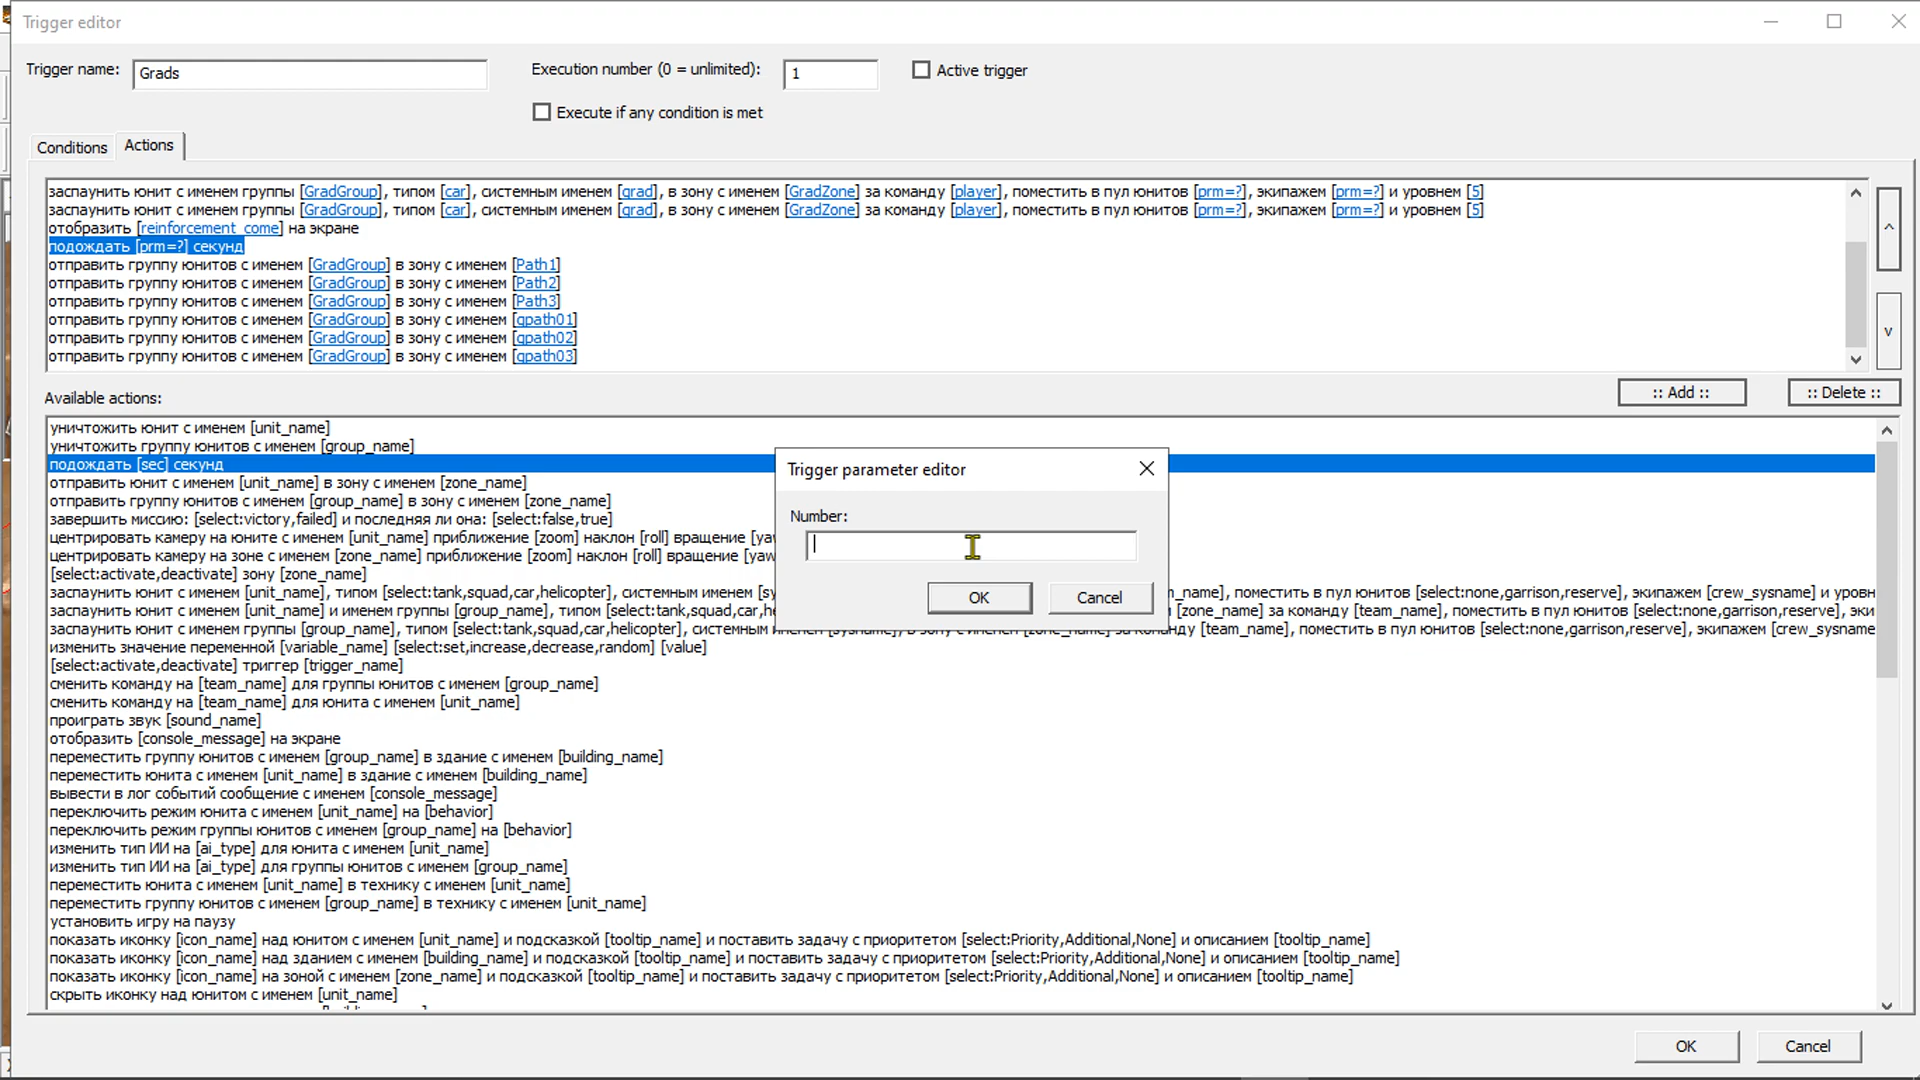 Trigger editor
Trigger name: Grads Execution number (0 = unlimited): 1 Active trigger
Execute if any condition is met
Conditions Actions
заспаунить юнит с именем группы [GradGroup], типом [car], системным именем [grad], в зону с именем [GradZone] за команду [player], поместить в пул юнитов [prm=?], экипажем [prm=?] и уровнем [5]
заспаунить юнит с именем группы [GradGroup], типом [car], системным именем [grad], в зону с именем [GradZone] за команду [player], поместить в пул юнитов [prm=?], экипажем [prm=?] и уровнем [5]
отобразить [reinforcement_come] на экране
подождать [prm=?] секунд
отправить группу юнитов с именем [GradGroup] в зону с именем [Path1]
отправить группу юнитов с именем [GradGroup] в зону с именем [Path2]
отправить группу юнитов с именем [GradGroup] в зону с именем [Path3]
отправить группу юнитов с именем [GradGroup] в зону с именем [gpath01]
отправить группу юнитов с именем [GradGroup] в зону с именем [gpath02]
отправить группу юнитов с именем [GradGroup] в зону с именем [gpath03]
^
v
Available actions: :: Add :: :: Delete ::
уничтожить юнит с именем [unit_name]
уничтожить группу юнитов с именем [group_name]
подождать [sec] секунд
отправить юнит с именем [unit_name] в зону с именем [zone_name]
отправить группу юнитов с именем [group_name] в зону с именем [zone_name]
завершить миссию: [select:victory,failed] и последняя ли она: [select:false,true]
центрировать камеру на юните с именем [unit_name] приближение [zoom] наклон [roll] вращение [yaw
центрировать камеру на зоне с именем [zone_name] приближение [zoom] наклон [roll] вращение [yaw
[select:activate,deactivate] зону [zone_name]
заспаунить юнит с именем [unit_name], типом [select:tank,squad,car,helicopter], системным именем [sy _name], поместить в пул юнитов [select:none,garrison,reserve], экипажем [crew_sysname] и уровн
заспаунить юнит с именем [unit_name] и именем группы [group_name], типом [select:tank,squad,car,he [zone_name] за команду [team_name], поместить в пул юнитов [select:none,garrison,reserve], эки
заспаунить юнит с именем группы [group_name], типом [select:tank,squad,car,helicopter], системным именем [sysname], в зону с именем [zone_name] за команду [team_name], поместить в пул юнитов [select:none,garrison,reserve], экипажем [crew_sysname
изменить значение переменной [variable_name] [select:set,increase,decrease,random] [value]
[select:activate,deactivate] триггер [trigger_name]
сменить команду на [team_name] для группы юнитов с именем [group_name]
сменить команду на [team_name] для юнита с именем [unit_name]
проиграть звук [sound_name]
отобразить [console_message] на экране
переместить группу юнитов с именем [group_name] в здание с именем [building_name]
переместить юнита с именем [unit_name] в здание с именем [building_name]
вывести в лог событий сообщение с именем [console_message]
переключить режим юнита с именем [unit_name] на [behavior]
переключить режим группы юнитов с именем [group_name] на [behavior]
изменить тип ИИ на [ai_type] для юнита с именем [unit_name]
изменить тип ИИ на [ai_type] для группы юнитов с именем [group_name]
переместить юнита с именем [unit_name] в технику с именем [unit_name]
переместить группу юнитов с именем [group_name] в технику с именем [unit_name]
установить игру на паузу
показать иконку [icon_name] над юнитом с именем [unit_name] и подсказкой [tooltip_name] и поставить задачу с приоритетом [select:Priority,Additional,None] и описанием [tooltip_name]
показать иконку [icon_name] над зданием с именем [building_name] и подсказкой [tooltip_name] и поставить задачу с приоритетом [select:Priority,Additional,None] и описанием [tooltip_name]
показать иконку [icon_name] на зоной с именем [zone_name] и подсказкой [tooltip_name] и поставить задачу с приоритетом [select:Priority,Additional,None] и описанием [tooltip_name]
скрыть иконку над юнитом с именем [unit_name]
Trigger parameter editor
Number:
OK Cancel
OK Cancel